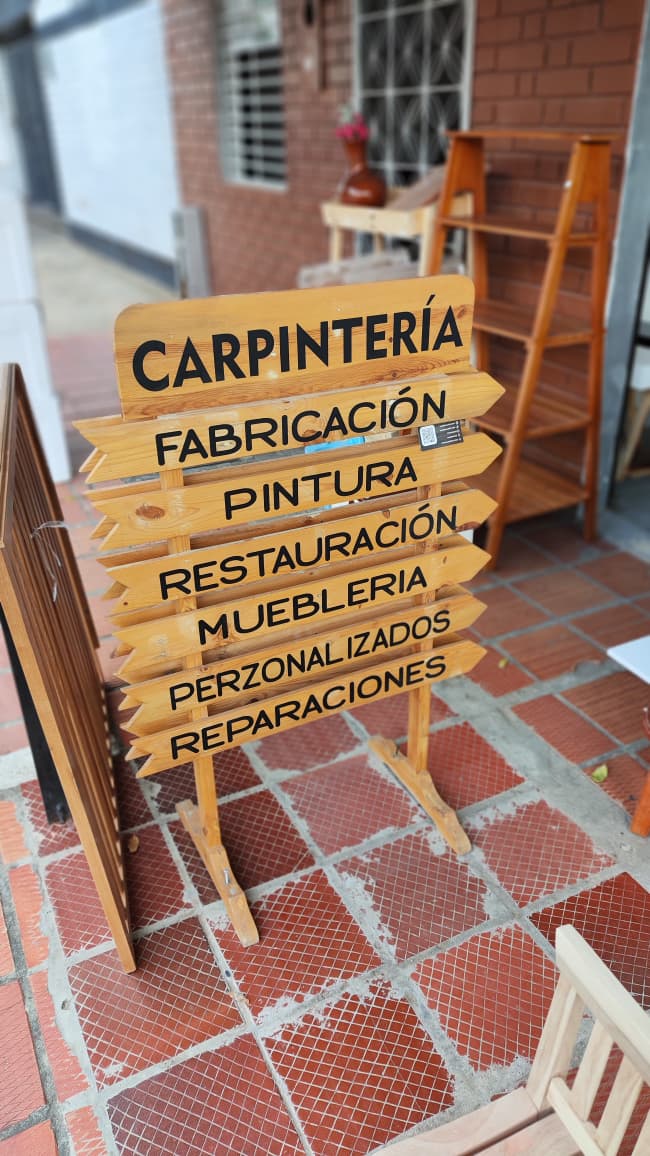 CARPINTERÍA
FABRICACIÓN
PINTURA
RESTAURACIÓN
MUEBLERIA
PERZONALIZADOS
REPARACIONES